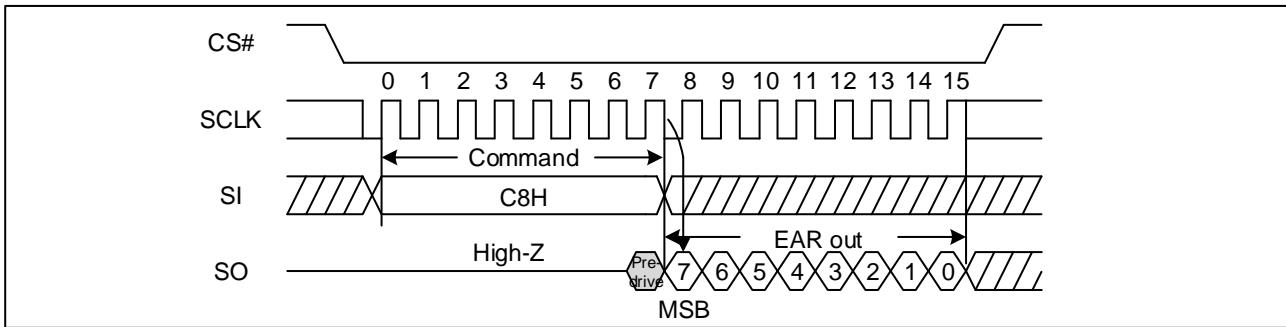 CS#
0 1 2 3 4 5 6 7 8 9 10 11 12 13 14 15
SCLK
Command
SI
C8H
EAR out
High-Z
SO
Pre-
drive
7 6 5 4 3 2 1 0
MSB